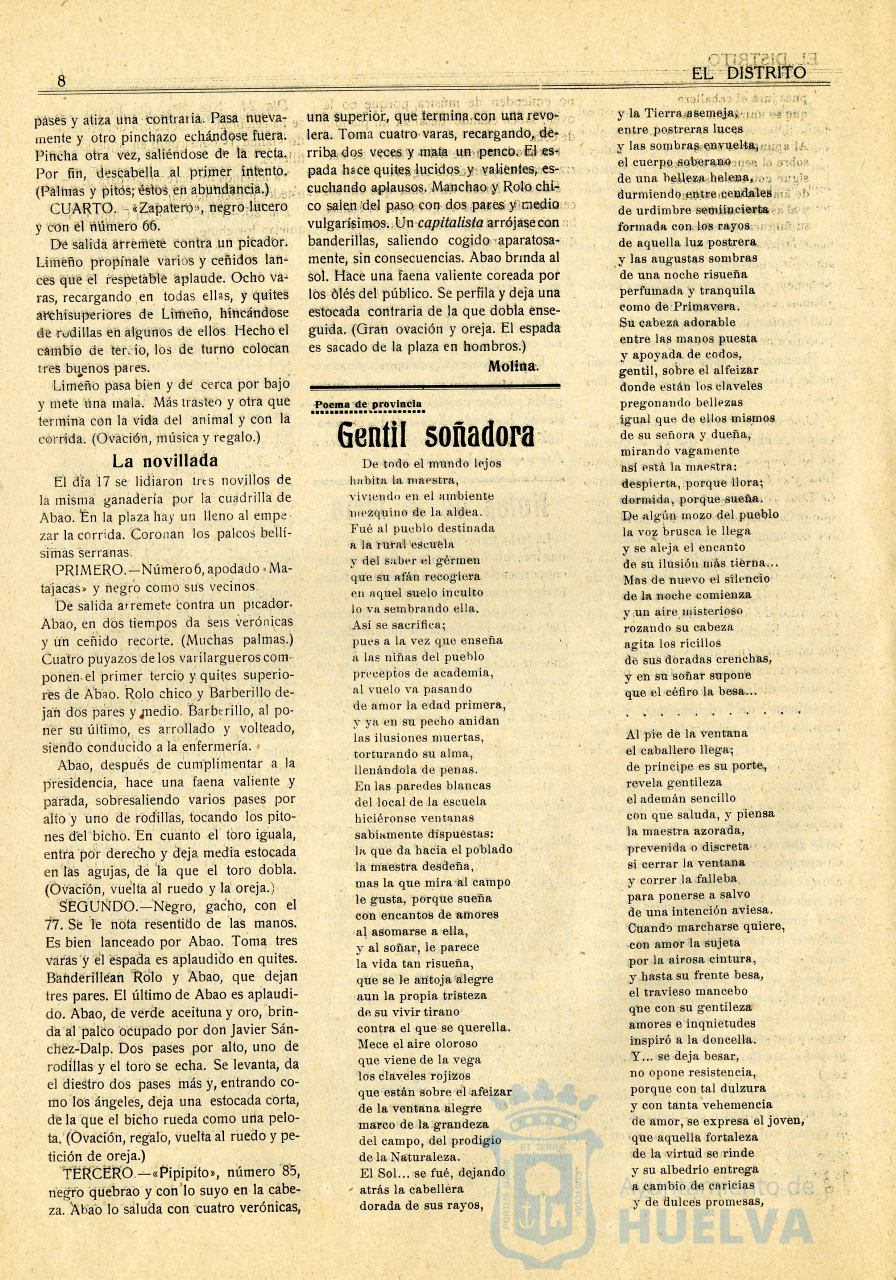 8
EL DISTRITO
pases y atiza una contraria. Pasa nueva-
mente y otro pinchazo echándose fuera.
Pincha otra vez, saliéndose de la recta.
Por fin, descabella al primer intento.
(Palmas y pitos; éstos en abundancia.)
CUARTO.—«Zapatero», negro lucero
y con el número 66.
De salida arremete contra un picador.
Limeño propínale varios y ceñidos lan-
ces que el respetable aplaude. Ocho va-
ras, recargando en todas ellas, y quites
archisuperiores de Limeño, hincándose
de rodillas en algunos de ellos Hecho el
cambio de tercio, los de turno colocan
tres buenos pares.
Limeño pasa bien y de cerca por bajo
y mete una mala. Más trasteo y otra que
termina con la vida del animal y con la
corrida. (Ovación, música y regalo.)
La novillada
El día 17 se lidiaron tres novillos de
la misma ganadería por la cuadrilla de
Abao. En la plaza hay un lleno al empe-
zar la corrida. Coronan los palcos bellí-
simas serranas.
PRIMERO.—Número 6, apodado «Ma-
tajacas» y negro como sus vecinos
De salida arremete contra un picador.
Abao, en dos tiempos da seis verónicas
y un ceñido recorte. (Muchas palmas.)
Cuatro puyazos de los varilargueros com-
ponen el primer tercio y quites superio-
res de Abao. Rolo chico y Barberillo de-
jan dos pares y medio. Barberillo, al po-
ner su último, es arrollado y volteado,
siendo conducido a la enfermería.
Abao, después de cumplimentar a la
presidencia, hace una faena valiente y
parada, sobresaliendo varios pases por
alto y uno de rodillas, tocando los pito-
nes del bicho. En cuanto el toro iguala,
entra por derecho y deja media estocada
en las agujas, de la que el toro dobla.
(Ovación, vuelta al ruedo y la oreja.)
SEGUNDO.—Negro, gacho, con el
77. Se le nota resentido de las manos.
Es bien lanceado por Abao. Toma tres
varas y el espada es aplaudido en quites.
Banderillean Rolo y Abao, que dejan
tres pares. El último de Abao es aplaudi-
do. Abao, de verde aceituna y oro, brin-
da al palco ocupado por don Javier Sán-
chez-Dalp. Dos pases por alto, uno de
rodillas y el toro se echa. Se levanta, da
el diestro dos pases más y, entrando co-
mo los ángeles, deja una estocada corta,
de la que el bicho rueda como una pelo-
ta. (Ovación, regalo, vuelta al ruedo y pe-
tición de oreja.)
TERCERO.—«Pipipito», número 85,
negro quebrao y con lo suyo en la cabe-
za. Abao lo saluda con cuatro verónicas,
una superior, que termina con una revo-
lera. Toma cuatro varas, recargando, de-
rriba dos veces y mata un penco. El es-
pada hace quites lucidos y valientes, es-
cuchando aplausos. Manchao y Rolo chi-
co salen del paso con dos pares y medio
vulgarísimos. Un capitalista arrójase con
banderillas, saliendo cogido aparatosa-
mente, sin consecuencias. Abao brinda al
sol. Hace una faena valiente coreada por
los ólés del público. Se perfila y deja una
estocada contraria de la que dobla ense-
guida. (Gran ovación y oreja. El espada
es sacado de la plaza en hombros.)
Molina.
Poema de provincia
Gentil soñadora
De todo el mundo lejos
habita la maestra,
viviendo en el ambiente
mezquino de la aldea.
Fué al pueblo destinada
a la rural escuela
y del saber el gérmen
que su afán recogiera
en aquel suelo inculto
lo va sembrando ella.
Asi se sacrifica;
pues a la vez que enseña
a las niñas del pueblo
preceptos de academia,
al vuelo va pasando
de amor la edad primera,
y ya en su pecho anidan
las ilusiones muertas,
torturando su alma,
llenándola de penas.
En las paredes blancas
del local de la escuela
hiciéronse ventanas
sabiamente dispuestas:
la que da hacia el poblado
la maestra desdeña,
mas la que mira al campo
le gusta, porque sueña
con encantos de amores
al asomarse a ella,
y al soñar, le parece
la vida tan risueña,
que se le antoja alegre
aun la propia tristeza
de su vivir tirano
contra el que se querella.
Mece el aire oloroso
que viene de la vega
los claveles rojizos
que están sobre el afeizar
de la ventana alegre
marco de la grandeza
del campo, del prodigio
de la Naturaleza.
El Sol... se fué, dejando
atrás la cabellera
dorada de sus rayos,
y la Tierra asemeja,
entre postreras luces
y las sombras envuelta,
el cuerpo soberano
de una belleza helena,
durmiendo entre cendales
de urdimbre semiincierta
formada con los rayos
de aquella luz postrera
y las augustas sombras
de una noche risueña
perfumada y tranquila
como de Primavera.
Su cabeza adorable
entre las manos puesta
y apoyada de codos,
gentil, sobre el alfeizar
donde están los claveles
pregonando bellezas
igual que de ellos mismos
de su señora y dueña,
mirando vagamente
así está la maestra:
despierta, porque llora;
dormida, porque sueña.
De algún mozo del pueblo
la voz brusca le llega
y se aleja el encanto
de su ilusión más tierna...
Mas de nuevo el silencio
de la noche comienza
y un aire misterioso
rozando su cabeza
agita los ricillos
de sus doradas crenchas,
y en su soñar supone
que el céfiro la besa...
. . . . . . . . . . .
Al pie de la ventana
el caballero llega;
de príncipe es su porte,
revela gentileza
el ademán sencillo
con que saluda, y piensa
la maestra azorada,
prevenida o discreta
si cerrar la ventana
y correr la falleba
para ponerse a salvo
de una intención aviesa.
Cuando marcharse quiere,
con amor la sujeta
por la airosa cintura,
y hasta su frente besa,
el travieso mancebo
que con su gentileza
amores e inquietudes
inspiró a la doncella.
Y... se deja besar,
no opone resistencia,
porque con tal dulzura
y con tanta vehemencia
de amor, se expresa el joven,
que aquella fortaleza
de la virtud se rinde
y su albedrío entrega
a cambio de caricias
y de dulces promesas,
Ayuntamiento de
HUELVA